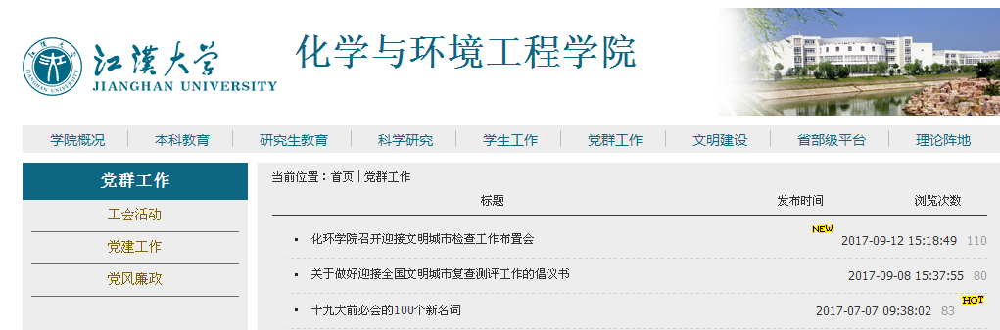 江汉大学
JIANGHAN UNIVERSITY
化学与环境工程学院
学院概况 本科教育 研究生教育 科学研究 学生工作 党群工作 文明建设 省部级平台 理论阵地
党群工作
工会活动
党建工作
党风廉政
当前位置：首页 | 党群工作
标题 发布时间 浏览次数
化环学院召开迎接文明城市检查工作布置会 NEW 2017-09-12 15:18:49 110
关于做好迎接全国文明城市复查测评工作的倡议书 2017-09-08 15:37:55 80
十九大前必会的100个新名词 2017-07-07 09:38:02 83 HOT